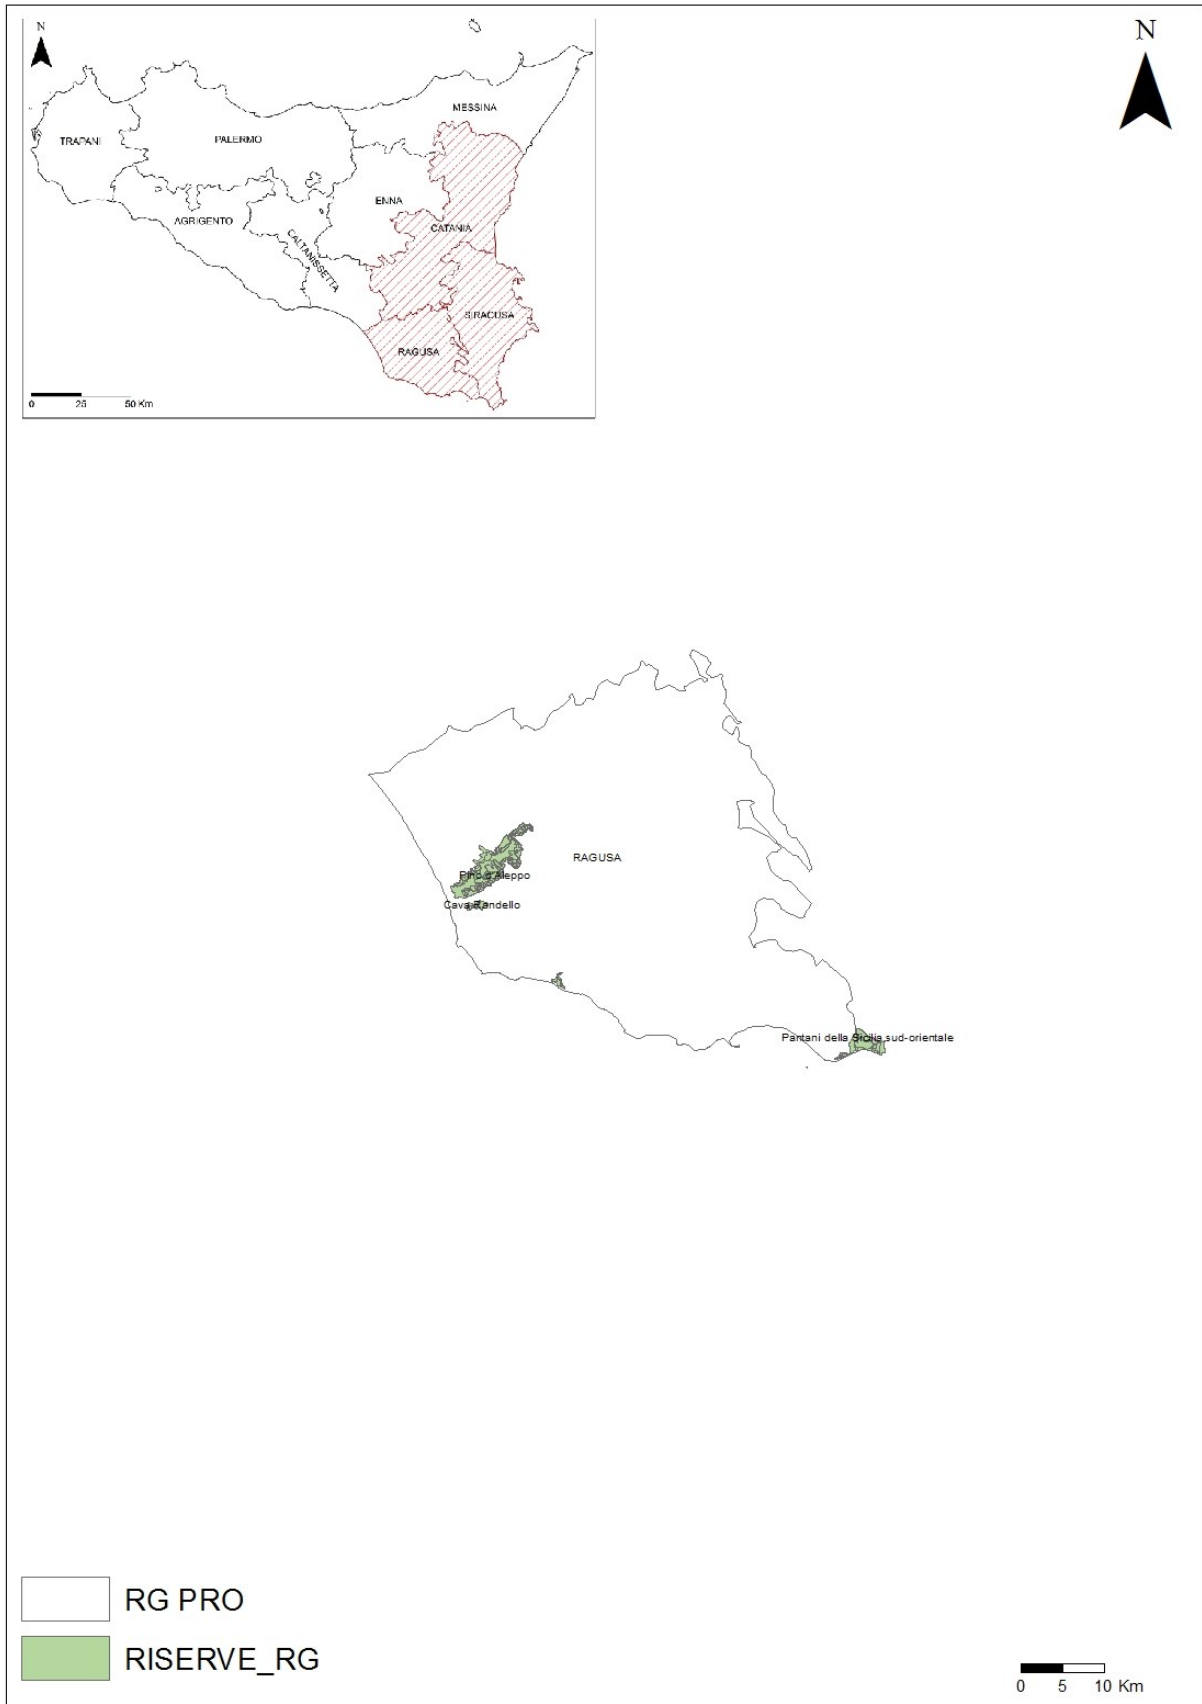 N
N
MESSINA
TRAPANI
PALERMO
ENNA
AGRIGENTO
CATANIA
CALTANISSETTA
SIRACUSA
RAGUSA
0 25 50 Km
RAGUSA
Pino d'Aleppo
Cava Randello
Pantani della Sicilia sud-orientale
RG PRO
RISERVE_RG
0 5 10 Km